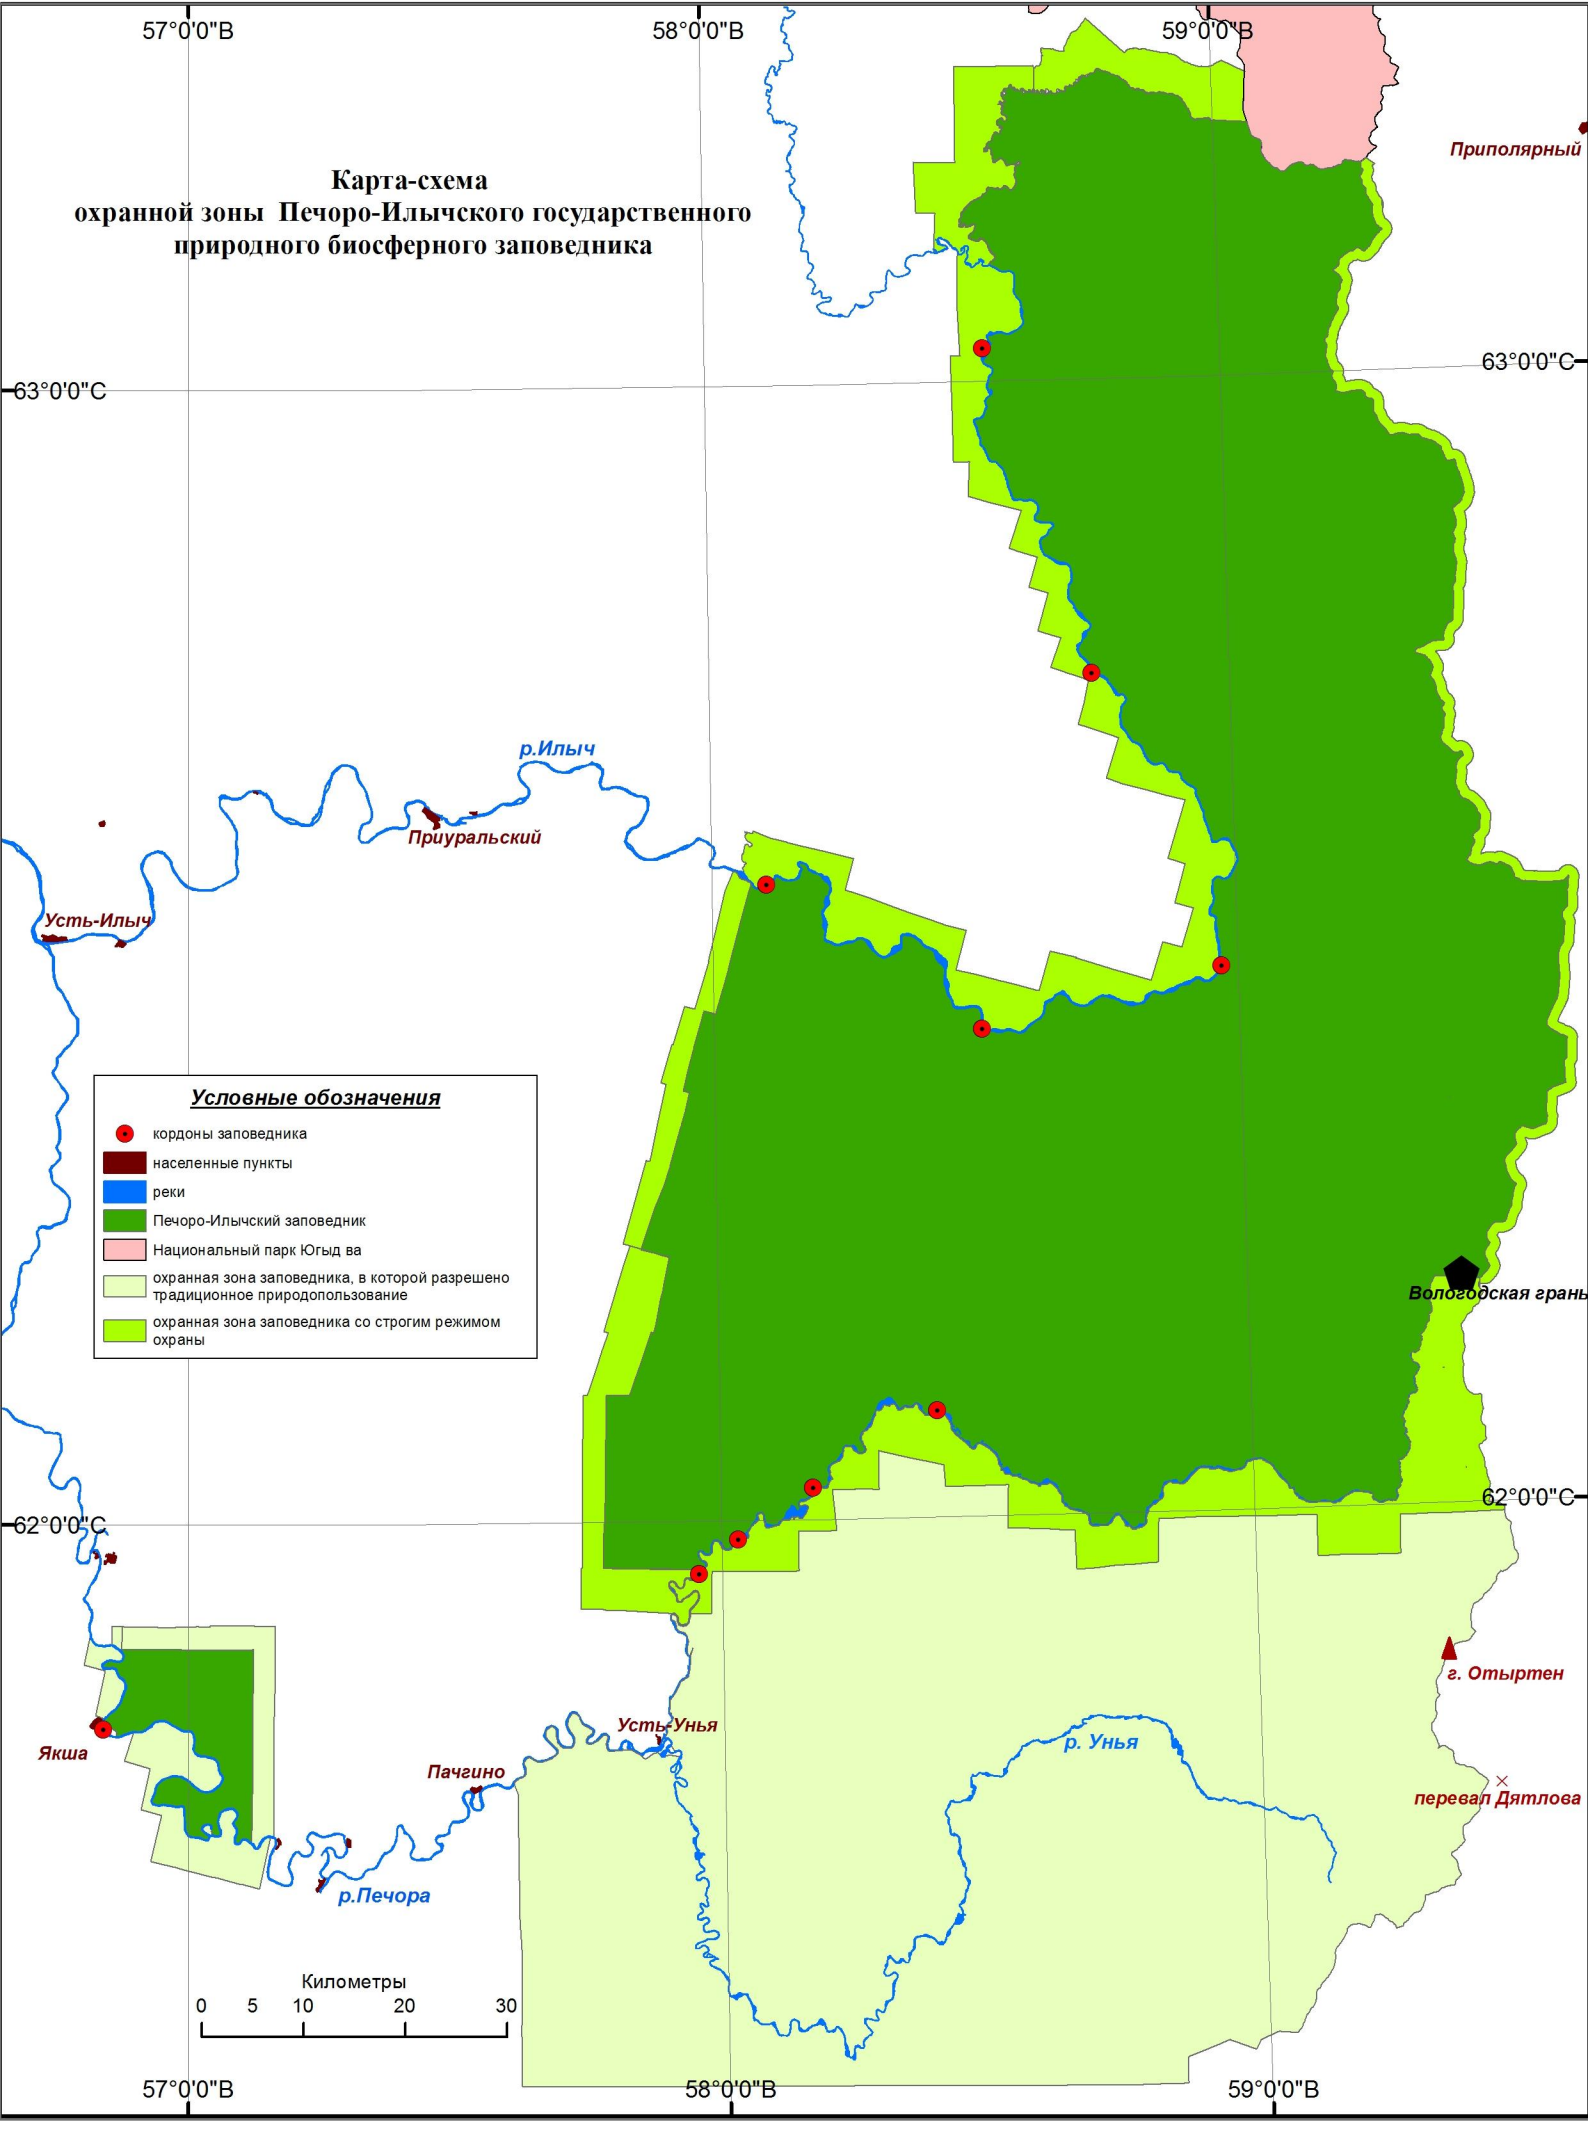 57°0'0"В
58°0'0"В
59°0'0"В
Приполярный
Карта-схема
охранной зоны Печоро-Илычского государственного
природного биосферного заповедника
63°0'0"С
63°0'0"С
р.Илыч
Приуральский
Усть-Илыч
Условные обозначения
кордоны заповедника
населенные пункты
реки
Печоро-Илычский заповедник
Национальный парк Югыд ва
охранная зона заповедника, в которой разрешено
традиционное природопользование
охранная зона заповедника со строгим режимом
охраны
Вологодская грань
62°0'0"С
62°0'0"С
г. Отыртен
Усть-Унья
р. Унья
Якша
Пачгино
перевал Дятлова
р.Печора
Километры
0 5 10 20 30
57°0'0"В
58°0'0"В
59°0'0"В